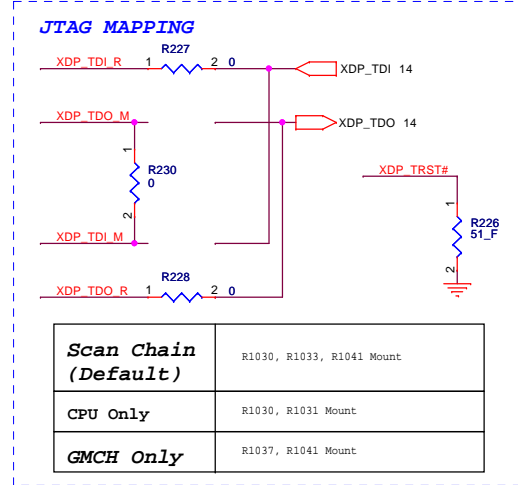 JTAG MAPPING
R227
XDP_TDI_R 1 2 0 XDP_TDI 14
XDP_TDO_M XDP_TDO 14
1
R230
0
2
XDP_TRST#
1
R226
51_F
2
XDP_TDI_M
R228
XDP_TDO_R 1 2 0
Scan Chain
(Default)
R1030, R1033, R1041 Mount
CPU Only R1030, R1031 Mount
GMCH Only R1037, R1041 Mount